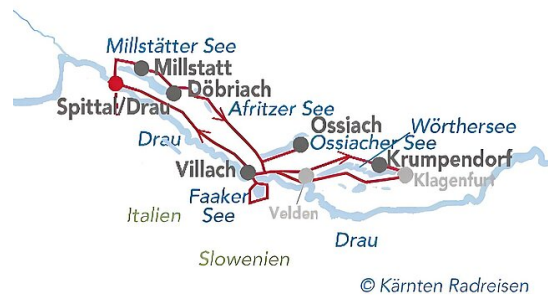 Millstätter See
Millstatt
Döbriach
Spittal/Drau
Afritzer See
Drau
Ossiach
Ossiacher See
Wörthersee
Krumpendorf
Klagenfurt
Villach
Faaker
See
Velden
Italien
Drau
Slowenien
© Kärnten Radreisen